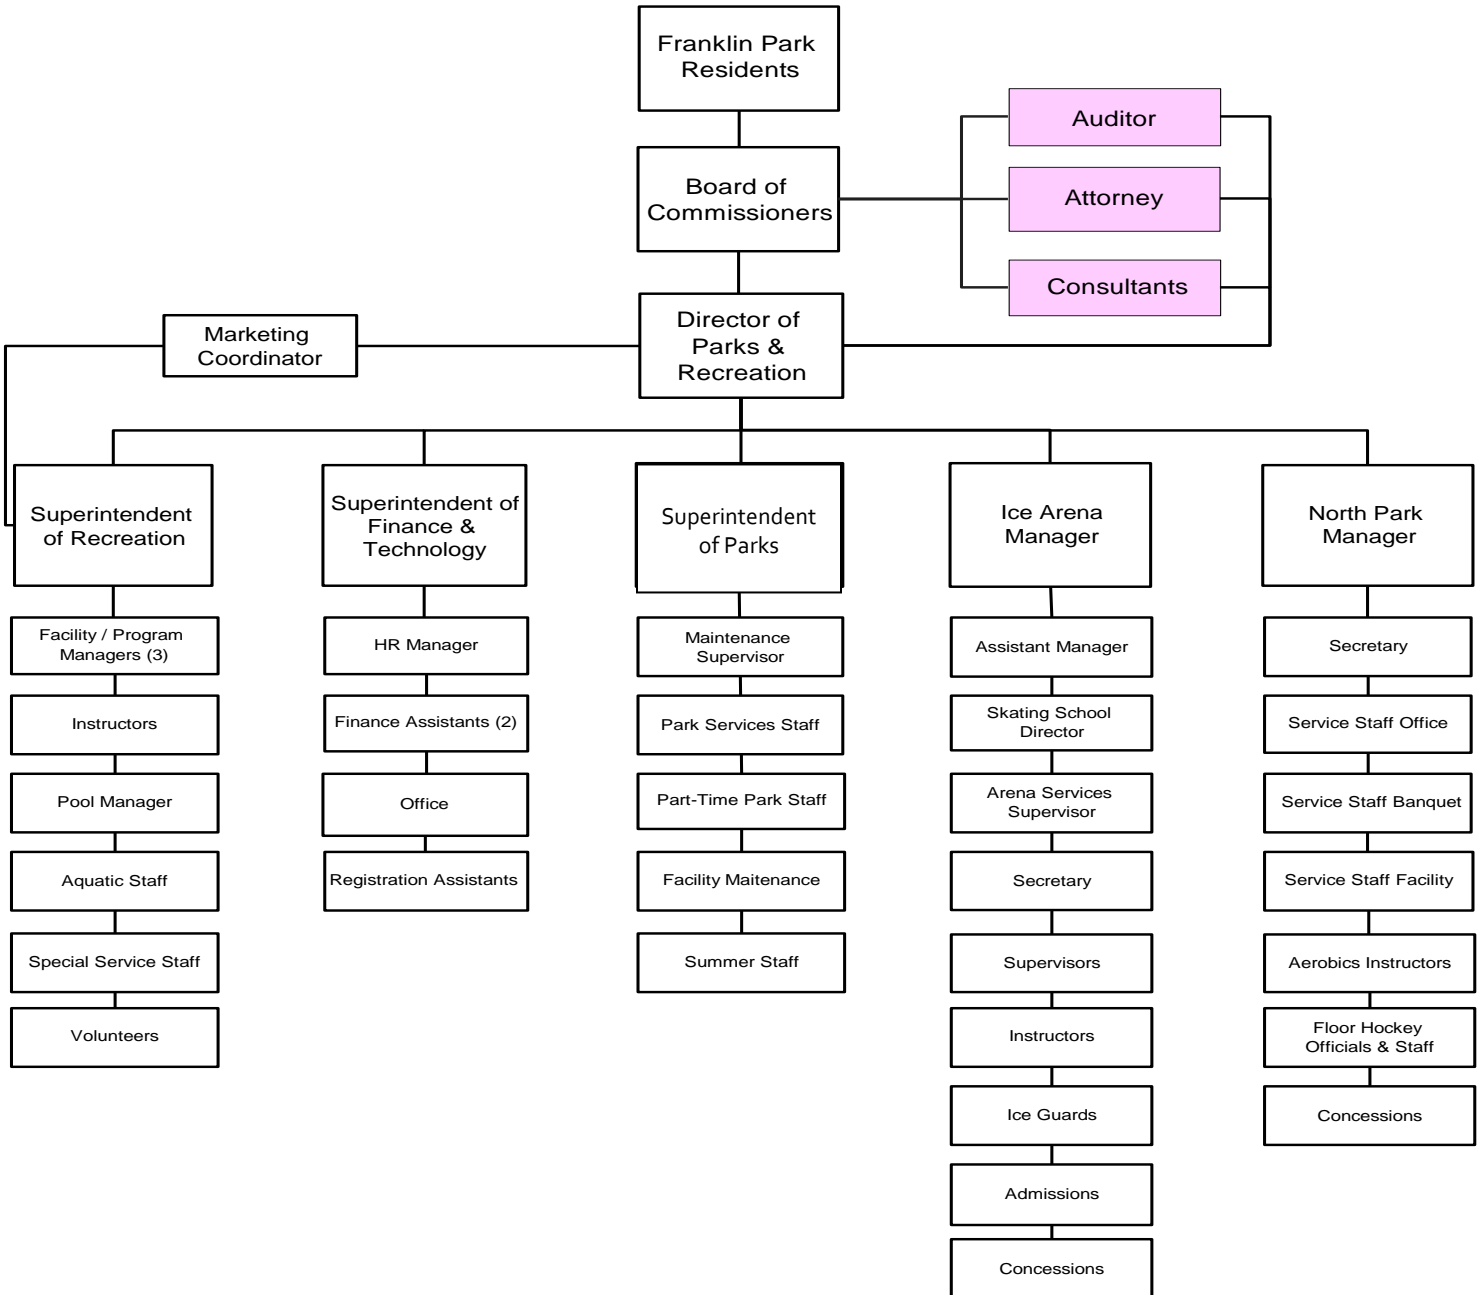 Franklin Park
Residents
Auditor
Board of
Commissioners
Attorney
Consultants
Director of
Parks &
Recreation
Marketing
Coordinator
Superintendent
of Recreation
Superintendent of
Finance &
Technology
Superintendent
of Parks
Ice Arena
Manager
North Park
Manager
Facility / Program
Managers (3)
Instructors
Pool Manager
Aquatic Staff
Special Service Staff
Volunteers
HR Manager
Finance Assistants (2)
Office
Registration Assistants
Maintenance
Supervisor
Park Services Staff
Part-Time Park Staff
Facility Maitenance
Summer Staff
Assistant Manager
Skating School
Director
Arena Services
Supervisor
Secretary
Supervisors
Instructors
Ice Guards
Admissions
Concessions
Secretary
Service Staff Office
Service Staff Banquet
Service Staff Facility
Aerobics Instructors
Floor Hockey
Officials & Staff
Concessions